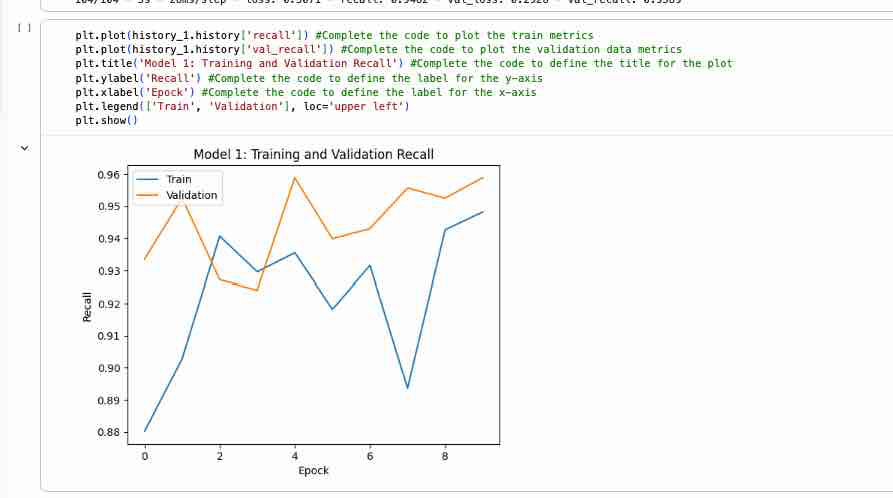 [ ]
plt.plot(history_1.history['recall']) #Complete the code to plot the train metrics
plt.plot(history_1.history['val_recall']) #Complete the code to plot the validation data metrics
plt.title('Model 1: Training and Validation Recall') #Complete the code to define the title for the plot
plt.ylabel('Recall') #Complete the code to define the label for the y-axis
plt.xlabel('Epock') #Complete the code to define the label for the x-axis
plt.legend(['Train', 'Validation'], loc='upper left')
plt.show()
Model 1: Training and Validation Recall
Train
Validation
0.96
0.95
0.94
0.93
0.92
0.91
0.90
0.89
0.88
Recall
0 2 4 6 8
Epock